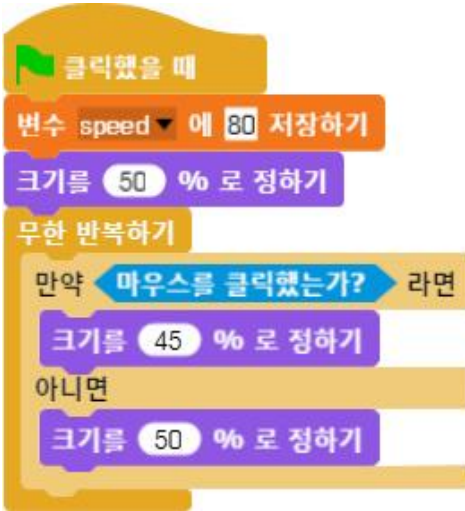 클릭했을 때
변수 speed 에 80 저장하기
크기를 50 % 로 정하기
무한 반복하기
만약 마우스를 클릭했는가? 라면
크기를 45 % 로 정하기
아니면
크기를 50 % 로 정하기